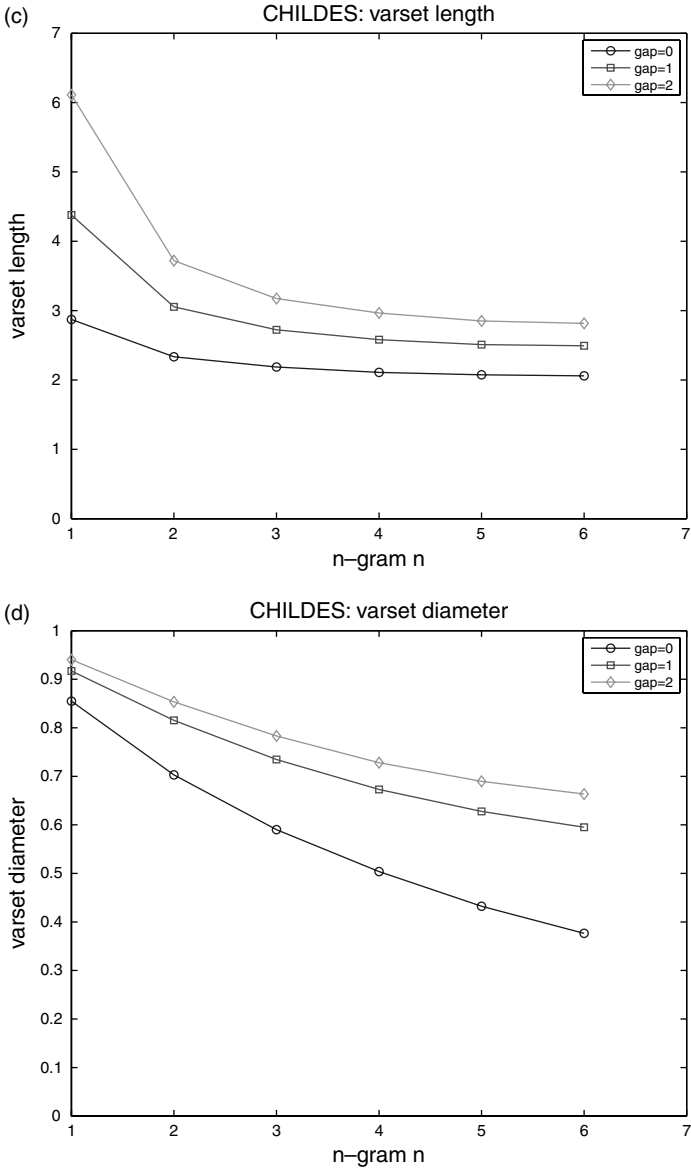 (c)
CHILDES: varset length
7
6
5
4
3
2
1
0
varset length
gap=0
gap=1
gap=2
1 2 3 4 5 6 7
n–gram n
(d)
CHILDES: varset diameter
1
0.9
0.8
0.7
0.6
0.5
0.4
0.3
0.2
0.1
0
varset diameter
gap=0
gap=1
gap=2
1 2 3 4 5 6 7
n–gram n